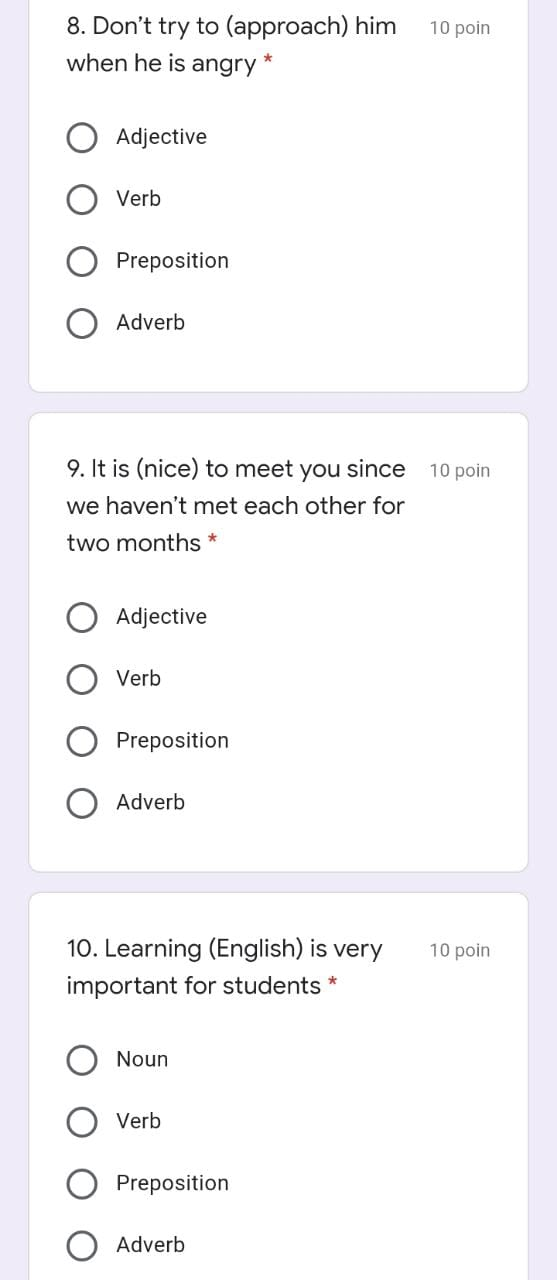 8. Don’t try to (approach) him 10 poin
when he is angry *
Adjective
Verb
Preposition
Adverb
9. It is (nice) to meet you since 10 poin
we haven’t met each other for
two months *
Adjective
Verb
Preposition
Adverb
10. Learning (English) is very 10 poin
important for students *
Noun
Verb
Preposition
Adverb